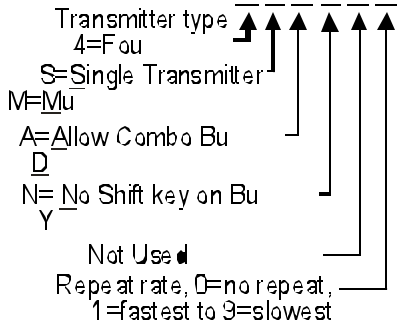 Transmitter type
4=Fou
S=Single Transmitter
M=Mu
A=Allow Combo Bu
D
N= No Shift key on Bu
Y
Not Used
Repeat rate, 0=no repeat,
1=fastest to 9=slowest